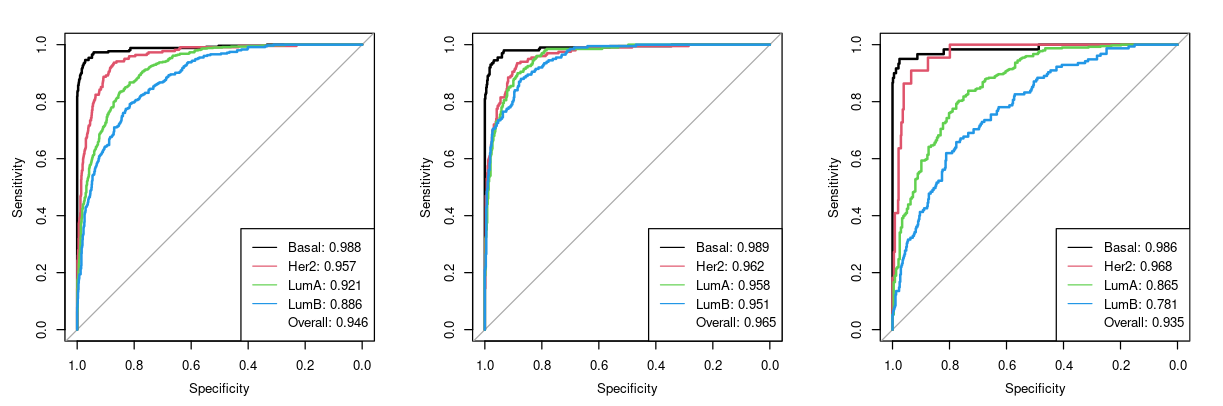 Sensitivity
1.0
0.8
0.6
0.4
0.2
0.0
Basal: 0.988
Her2: 0.957
LumA: 0.921
LumB: 0.886
Overall: 0.946
1.0 0.8 0.6 0.4 0.2 0.0
Specificity
Sensitivity
1.0
0.8
0.6
0.4
0.2
0.0
Basal: 0.989
Her2: 0.962
LumA: 0.958
LumB: 0.951
Overall: 0.965
1.0 0.8 0.6 0.4 0.2 0.0
Specificity
Sensitivity
1.0
0.8
0.6
0.4
0.2
0.0
Basal: 0.986
Her2: 0.968
LumA: 0.865
LumB: 0.781
Overall: 0.935
1.0 0.8 0.6 0.4 0.2 0.0
Specificity